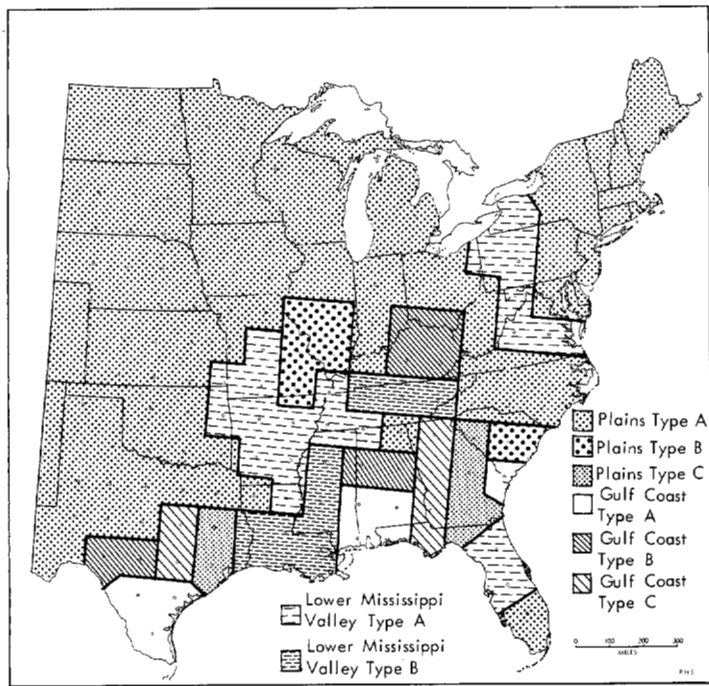 Plains Type A
Plains Type B
Plains Type C
Gulf Coast
Type A
Gulf Coast
Type B
Gulf Coast
Type C
Lower Mississippi
Valley Type A
Lower Mississippi
Valley Type B
0 100 200 300
MILES